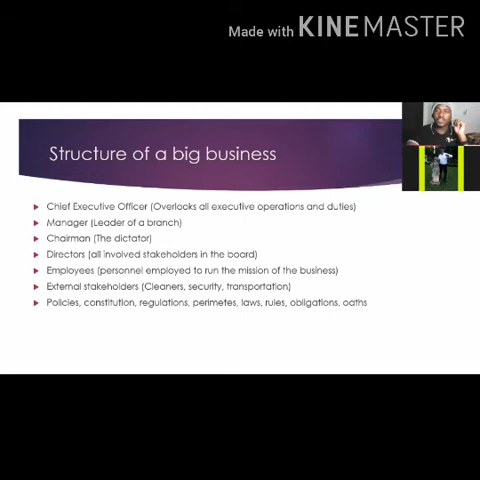 Made with KINEMASTER
Structure of a big business
Chief Executive Officer (Overlooks all executive operations and duties)
Manager (Leader of a branch)
Chairman (The dictator)
Directors (all involved stakeholders in the board)
Employees (personnel employed to run the mission of the business)
External stakeholders (Cleaners, security, transportation)
Policies, constitution, regulations, perimetes, laws, rules, obligations, oaths